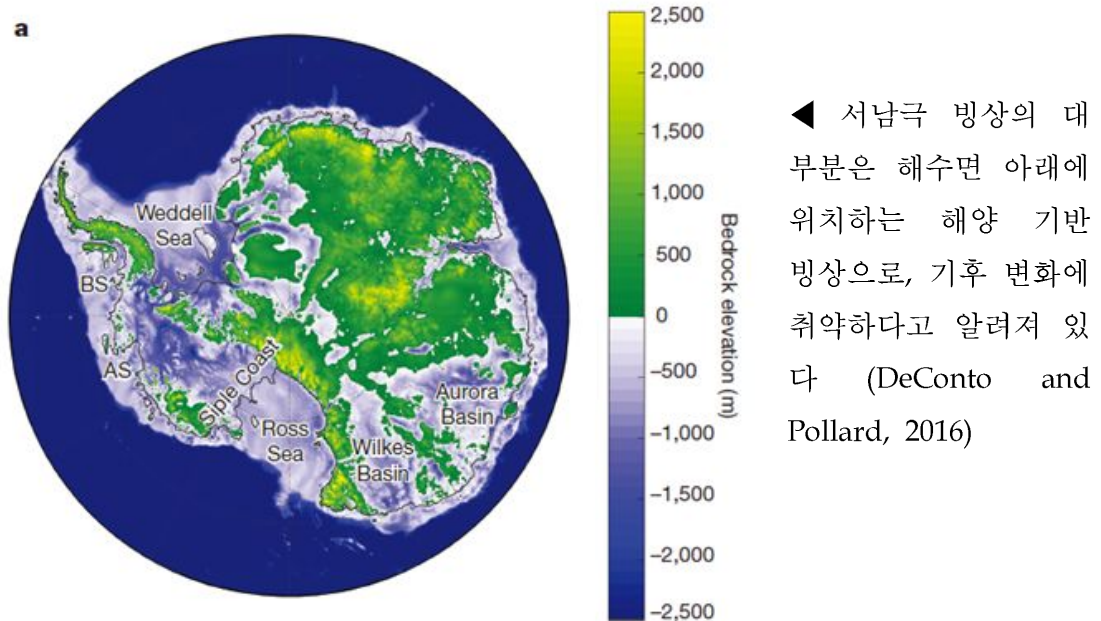 a
Weddell
Sea
BS
AS
Siple Coast
Ross
Sea
Wilkes
Basin
Aurora
Basin
2,500
2,000
1,500
1,000
500
0
−500
−1,000
−1,500
−2,000
−2,500
Bedrock elevation (m)
◀ 서남극 빙상의 대
부분은 해수면 아래에
위치하는 해양 기반
빙상으로, 기후 변화에
취약하다고 알려져 있
다 (DeConto and
Pollard, 2016)